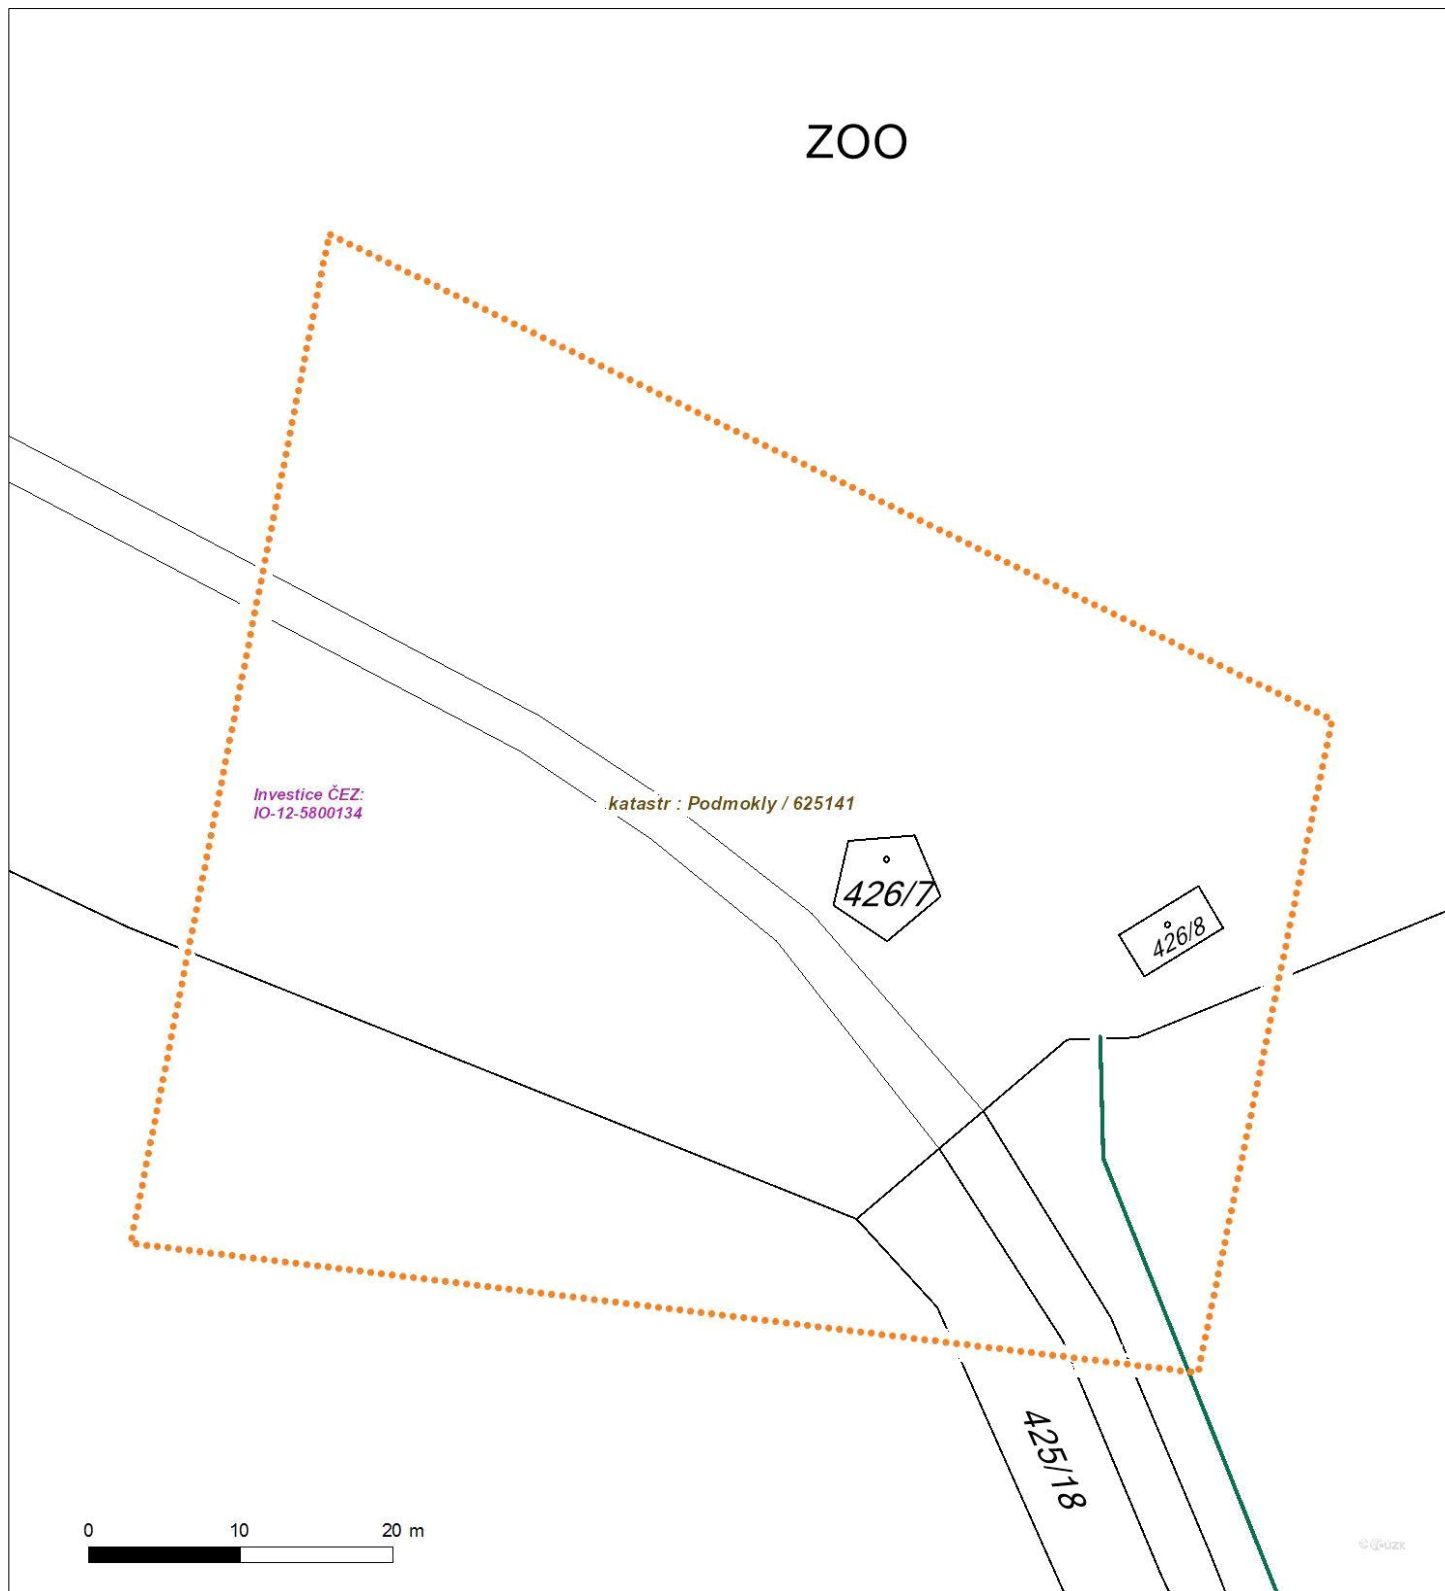 ZOO
Investice ČEZ:
IO-12-5800134
katastr : Podmokly / 625141
426/7
426/8
425/18
0 10 20 m